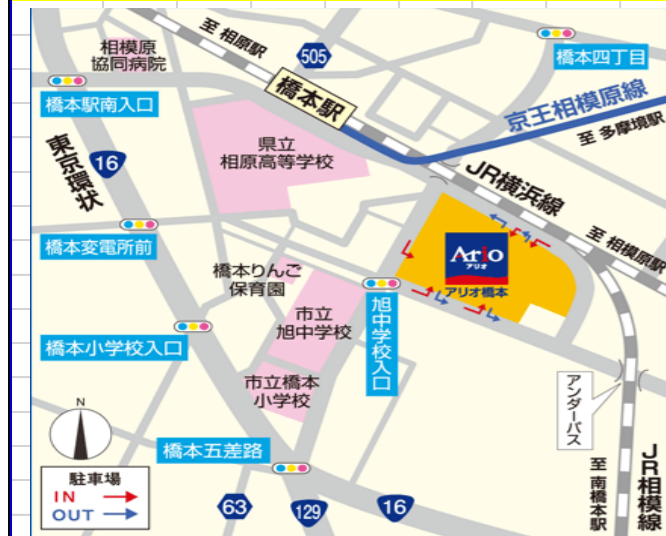 至 相原駅
505
相模原
協同病院
橋本四丁目
橋本駅
橋本駅南入口
京王相模原線
至 多摩境駅
東京環状
16
県立
相原高等学校
JR横浜線
至 相模原駅
橋本変電所前
Ario
アリオ
アリオ橋本
橋本りんご
保育園
旭中学校入口
市立
旭中学校
橋本小学校入口
市立橋本
小学校
アンダーパス
N
橋本五差路
JR相模線
至 南橋本駅
駐車場
IN
OUT
63
129
16